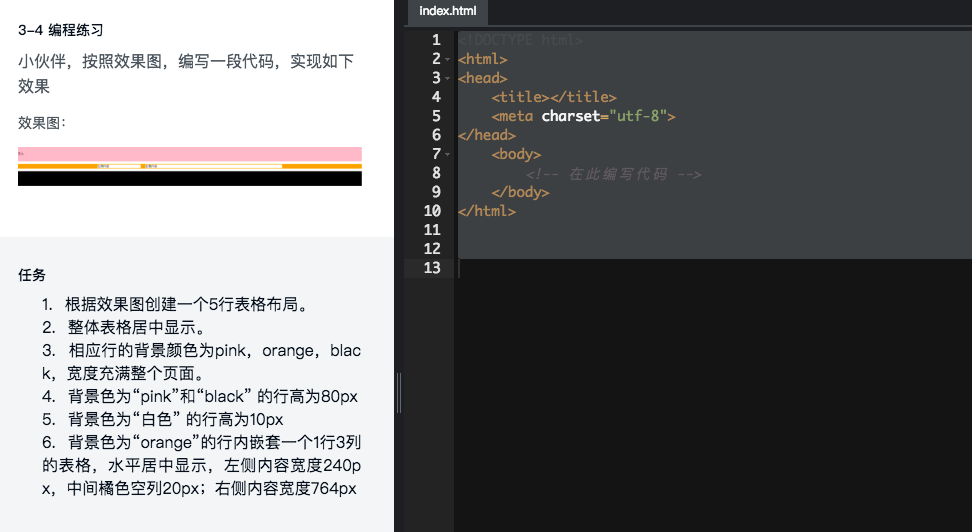 3-4 编程练习
小伙伴，按照效果图，编写一段代码，实现如下
效果
效果图：
任务
1. 根据效果图创建一个5行表格布局。
2. 整体表格居中显示。
3. 相应行的背景颜色为pink，orange，blac
k，宽度充满整个页面。
4. 背景色为“pink”和“black” 的行高为80px
5. 背景色为“白色” 的行高为10px
6. 背景色为“orange”的行内嵌套一个1行3列
的表格，水平居中显示，左侧内容宽度240p
x，中间橘色空列20px；右侧内容宽度764px
index.html
1 <!DOCTYPE html>
2 <html>
3 <head>
4 <title></title>
5 <meta charset="utf-8">
6 </head>
7 <body>
8 <!-- 在此编写代码 -->
9 </body>
10 </html>
11
12
13